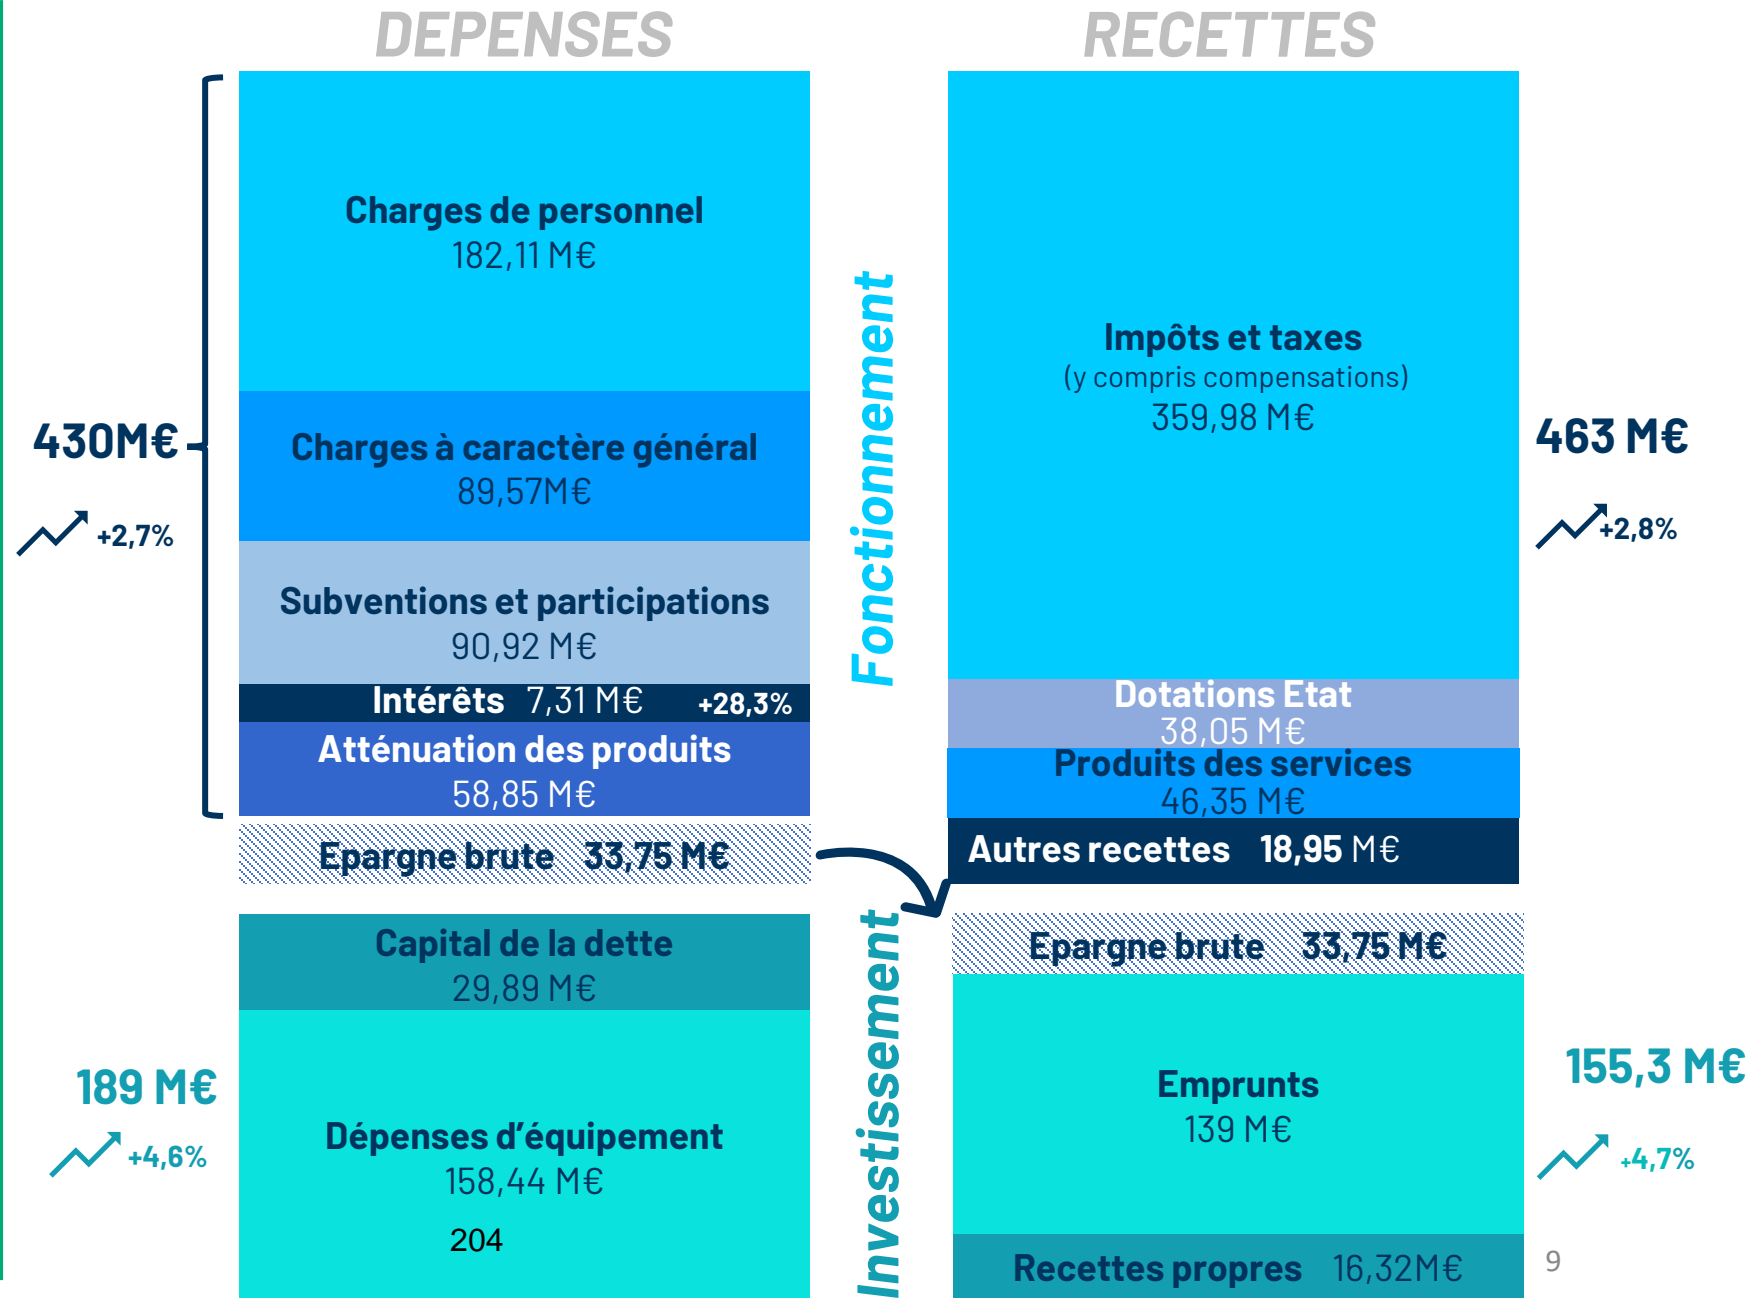 DEPENSES
RECETTES
Charges de personnel
182,11 M€
Charges à caractère général
89,57M€
Subventions et participations
90,92 M€
Intérêts 7,31 M€ +28,3%
Atténuation des produits
58,85 M€
Epargne brute 33,75 M€
430M€
+2,7%
Fonctionnement
Impôts et taxes
(y compris compensations)
359,98 M€
Dotations Etat
38,05 M€
Produits des services
46,35 M€
Autres recettes 18,95 M€
463 M€
+2,8%
Capital de la dette
29,89 M€
Dépenses d’équipement
158,44 M€
204
189 M€
+4,6%
Investissement
Epargne brute 33,75 M€
Emprunts
139 M€
Recettes propres 16,32M€
155,3 M€
+4,7%
9